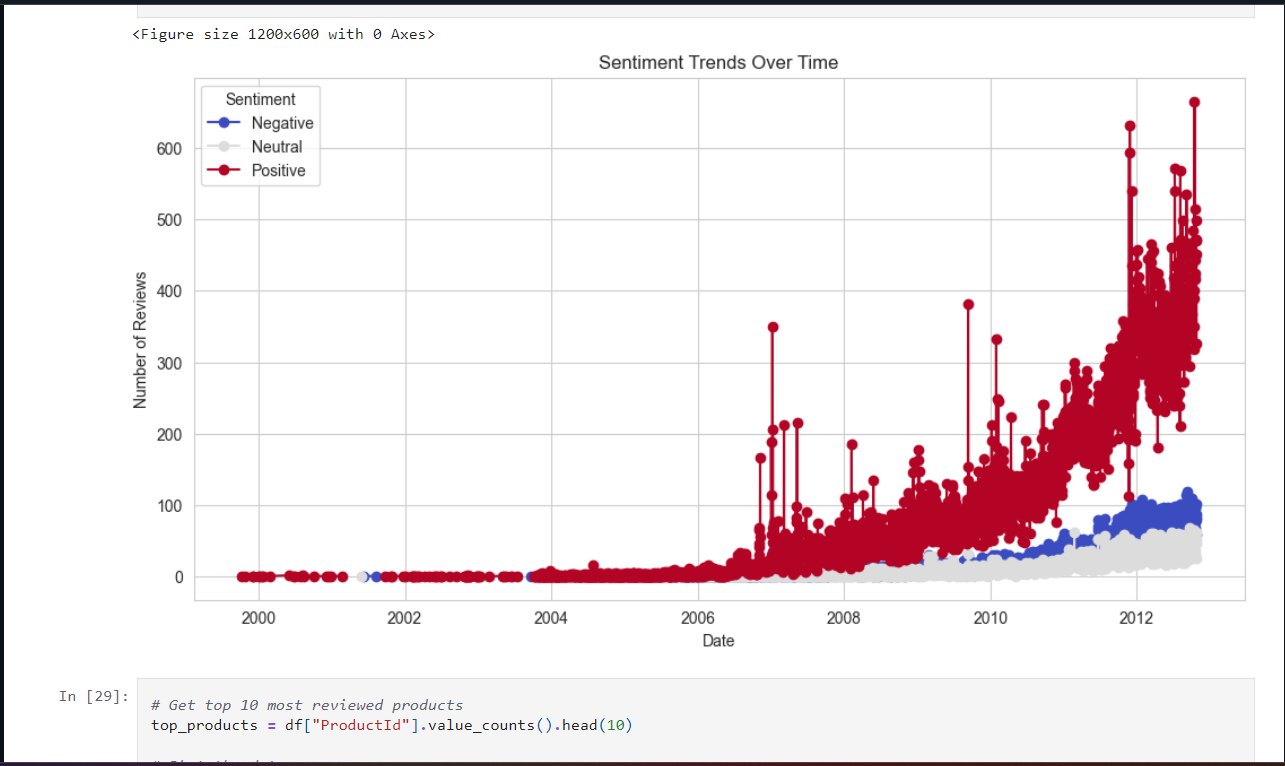 <Figure size 1200x600 with 0 Axes>
Sentiment Trends Over Time
Sentiment
Negative
Neutral
Positive
600
500
400
300
200
100
0
Number of Reviews
2000 2002 2004 2006 2008 2010 2012
Date
In [29]:
# Get top 10 most reviewed products
top_products = df["ProductId"].value_counts().head(10)